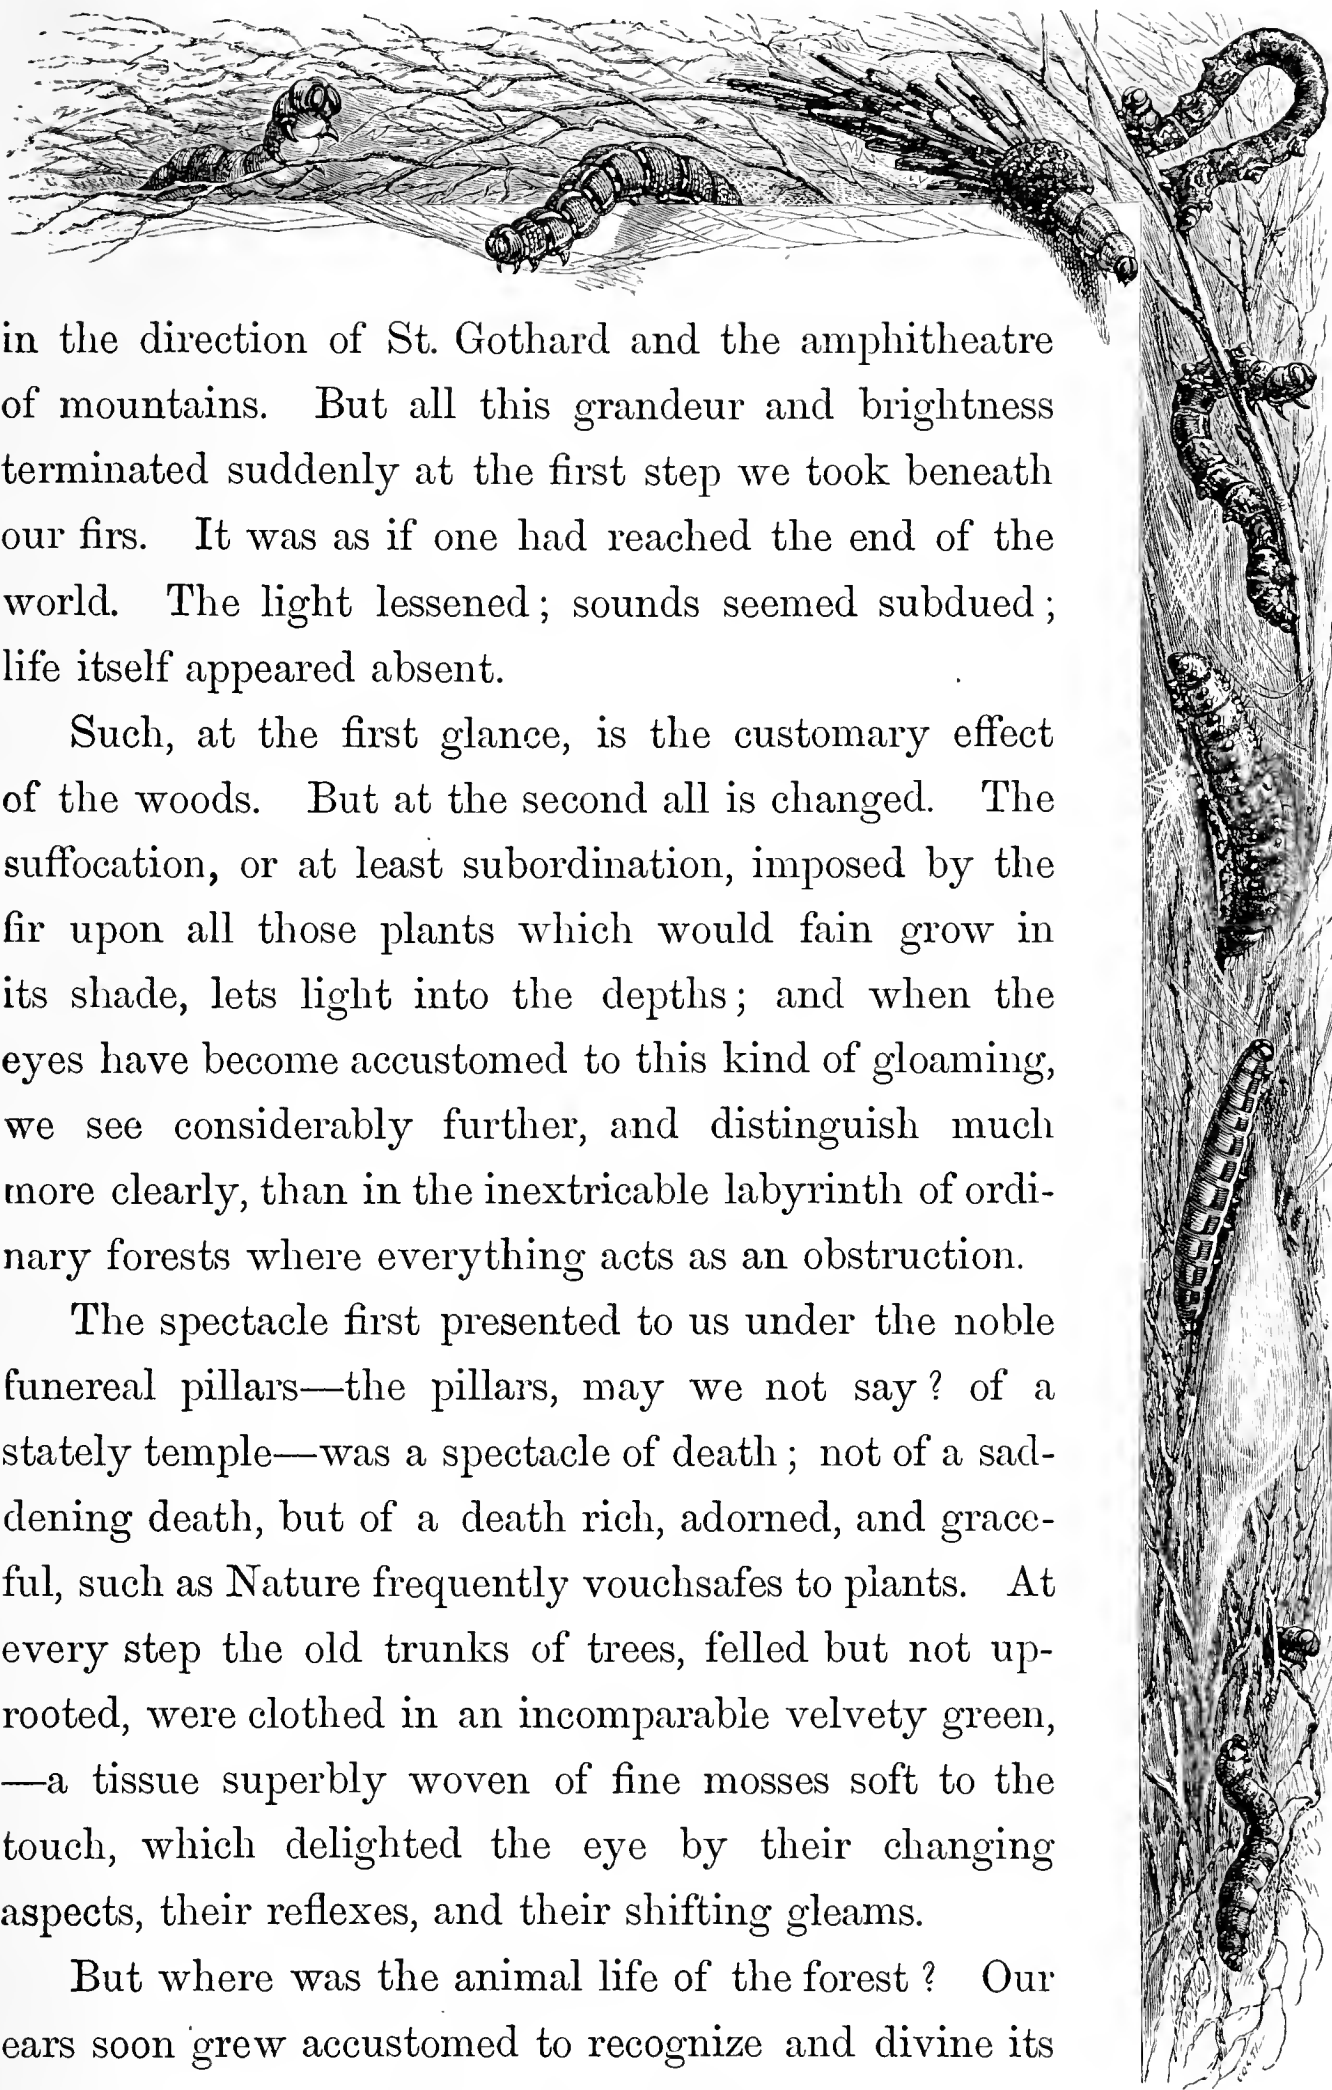 in the direction of St. Gothard and the amphitheatre
of mountains. But all this grandeur and brightness
terminated suddenly at the first step we took beneath
our firs. It was as if one had reached the end of the
world. The light lessened; sounds seemed subdued;
life itself appeared absent.
Such, at the first glance, is the customary effect
of the woods. But at the second all is changed. The
suffocation, or at least subordination, imposed by the
fir upon all those plants which would fain grow in
its shade, lets light into the depths; and when the
eyes have become accustomed to this kind of gloaming,
we see considerably further, and distinguish much
more clearly, than in the inextricable labyrinth of ordi-
nary forests where everything acts as an obstruction.
The spectacle first presented to us under the noble
funereal pillars—the pillars, may we not say? of a
stately temple—was a spectacle of death; not of a sad-
dening death, but of a death rich, adorned, and grace-
ful, such as Nature frequently vouchsafes to plants. At
every step the old trunks of trees, felled but not up-
rooted, were clothed in an incomparable velvety green,
—a tissue superbly woven of fine mosses soft to the
touch, which delighted the eye by their changing
aspects, their reflexes, and their shifting gleams.
But where was the animal life of the forest? Our
ears soon grew accustomed to recognize and divine its